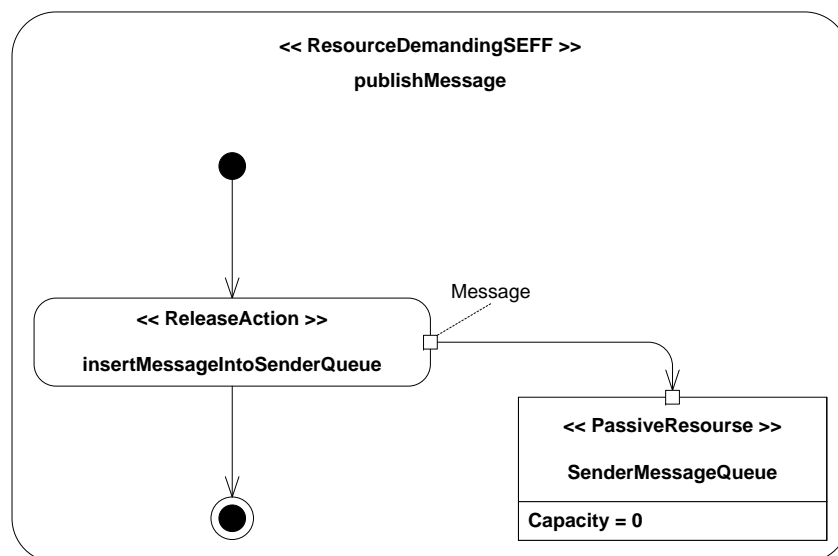 << ResourceDemandingSEFF >>
publishMessage
Message
<< ReleaseAction >>
insertMessageIntoSenderQueue
<< PassiveResourse >>
SenderMessageQueue
Capacity = 0